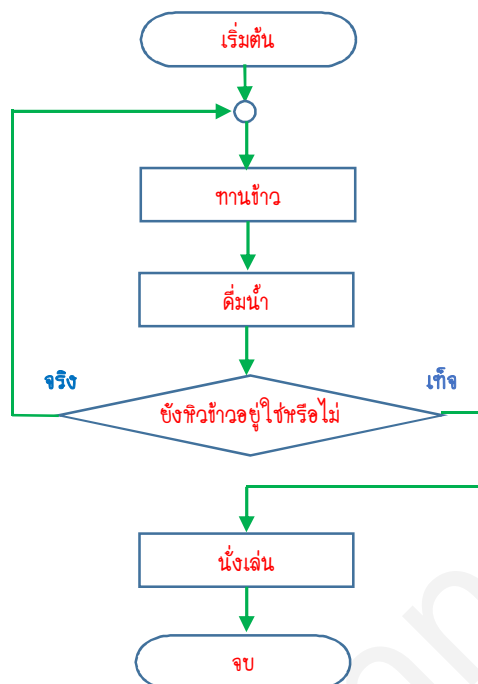 เริ่มต้น
ทานข้าว
ดื่มน้ำ
จริง
เท็จ
ยังหิวข้าวอยู่ใช่หรือไม่
นั่งเล่น
จบ